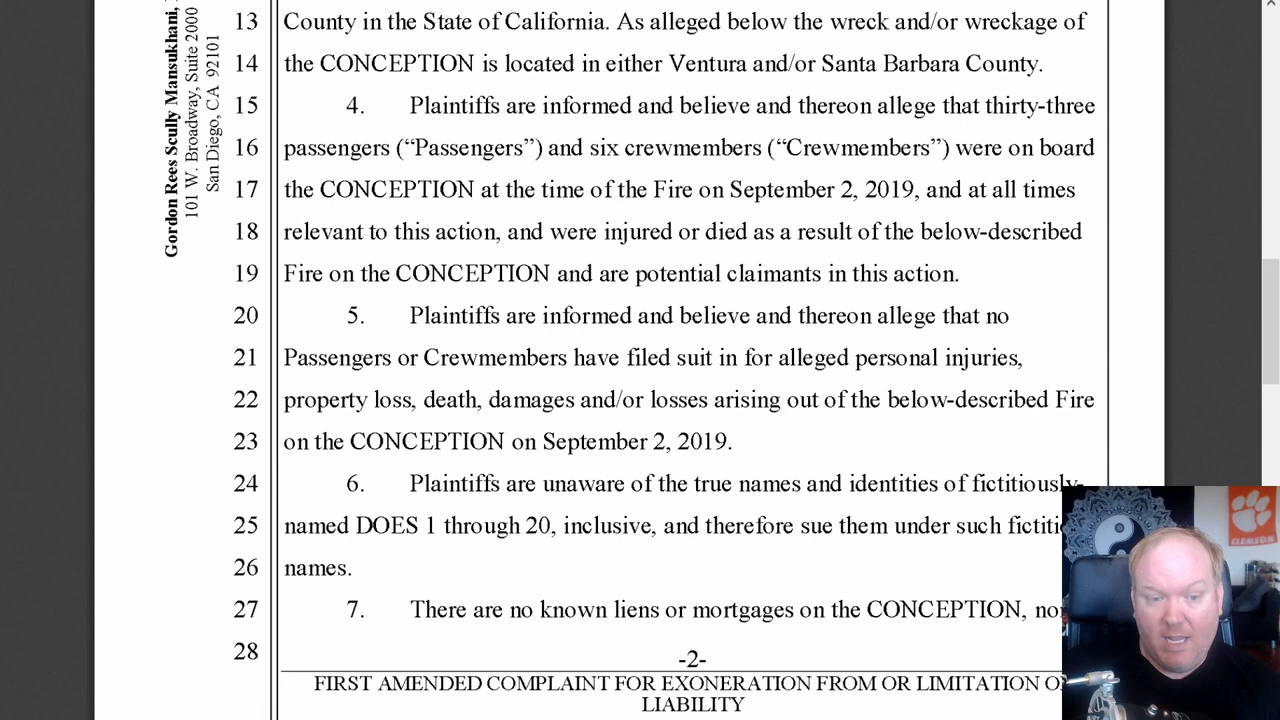 Gordon Rees Scully Mansukhani,
101 W. Broadway, Suite 2000
San Diego, CA 92101
13 County in the State of California. As alleged below the wreck and/or wreckage of
14 the CONCEPTION is located in either Ventura and/or Santa Barbara County.
15 4. Plaintiffs are informed and believe and thereon allege that thirty-three
16 passengers (“Passengers”) and six crewmembers (“Crewmembers”) were on board
17 the CONCEPTION at the time of the Fire on September 2, 2019, and at all times
18 relevant to this action, and were injured or died as a result of the below-described
19 Fire on the CONCEPTION and are potential claimants in this action.
20 5. Plaintiffs are informed and believe and thereon allege that no
21 Passengers or Crewmembers have filed suit in for alleged personal injuries,
22 property loss, death, damages and/or losses arising out of the below-described Fire
23 on the CONCEPTION on September 2, 2019.
24 6. Plaintiffs are unaware of the true names and identities of fictitiously-
25 named DOES 1 through 20, inclusive, and therefore sue them under such
26 names.
27 7. There are no known liens or mortgages on the CONCEPTION,
28
-2-
FIRST AMENDED COMPLAINT FOR EXONERATION FROM OR LIMITATION
LIABILITY
CLEMSON